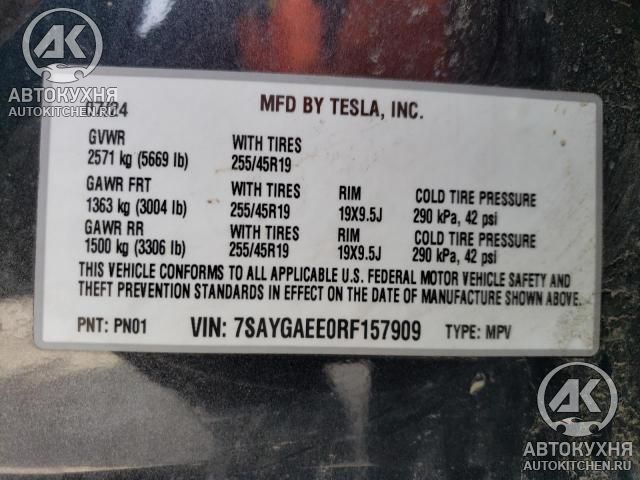 AK
АВТОКУХНЯ
AUTOKITCHEN.RU
07/24 MFD BY TESLA, INC.
GVWR WITH TIRES
2571 kg (5669 lb) 255/45R19
GAWR FRT WITH TIRES RIM COLD TIRE PRESSURE
1363 kg (3004 lb) 255/45R19 19X9.5J 290 kPa, 42 psi
GAWR RR WITH TIRES RIM COLD TIRE PRESSURE
1500 kg (3306 lb) 255/45R19 19X9.5J 290 kPa, 42 psi
THIS VEHICLE CONFORMS TO ALL APPLICABLE U.S. FEDERAL MOTOR VEHICLE SAFETY AND
THEFT PREVENTION STANDARDS IN EFFECT ON THE DATE OF MANUFACTURE SHOWN ABOVE.
PNT: PN01 VIN: 7SAYGAEE0RF157909 TYPE: MPV
AK
АВТОКУХНЯ
AUTOKITCHEN.RU